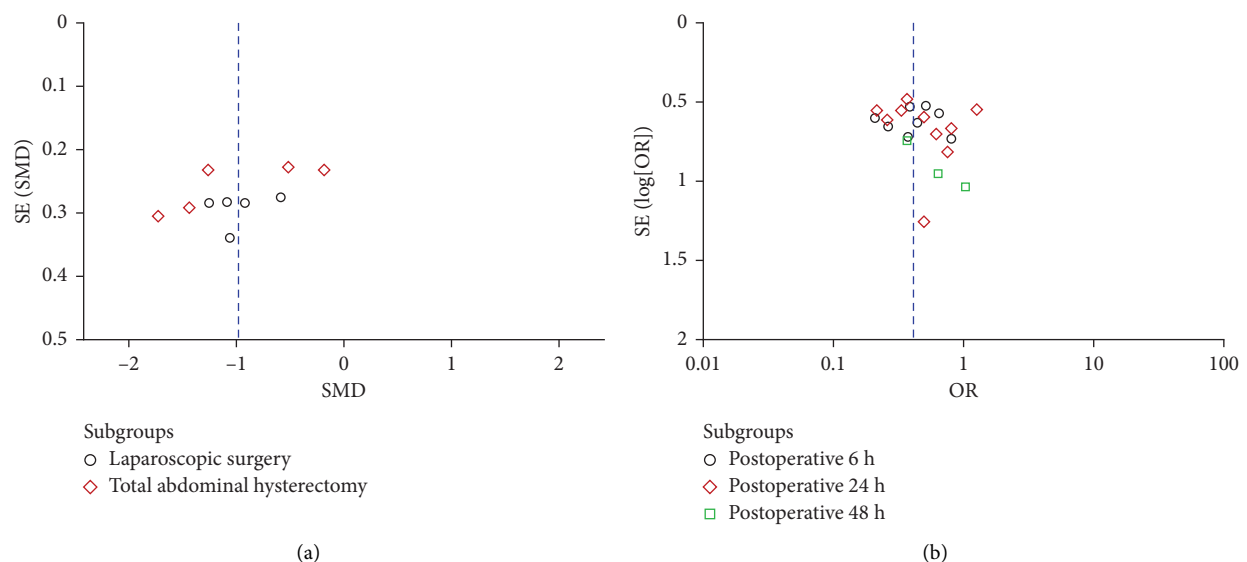 0
0.1
0.2
0.3
0.4
0.5
SE (SMD)
–2
–1
0
1
2
SMD
Subgroups
Laparoscopic surgery
Total abdominal hysterectomy
(a)
0
0.5
1
1.5
2
SE (log[OR])
0.01
0.1
1
10
100
OR
Subgroups
Postoperative 6 h
Postoperative 24 h
Postoperative 48 h
(b)